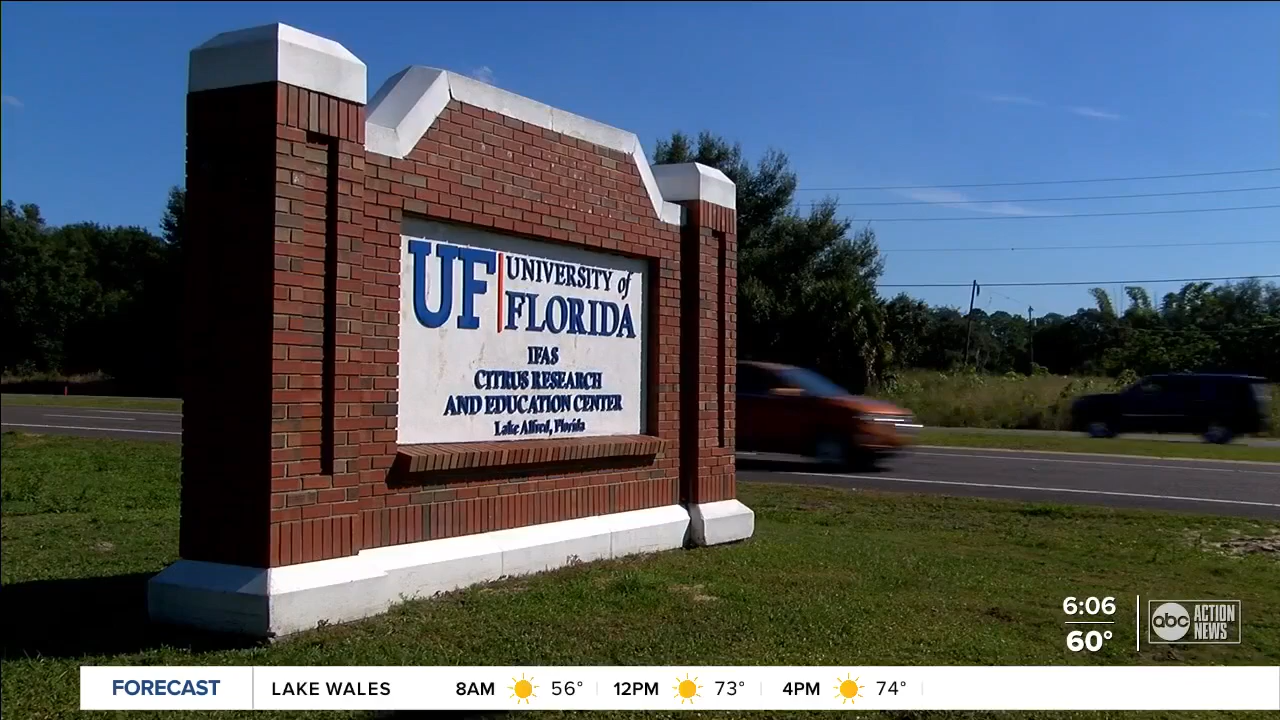 UF UNIVERSITY of
FLORIDA
IFAS
CITRUS RESEARCH
AND EDUCATION CENTER
Lake Alfred, Florida
6:06
60°
abc ACTION
NEWS
FORECAST LAKE WALES 8AM 56° 12PM 73° 4PM 74°